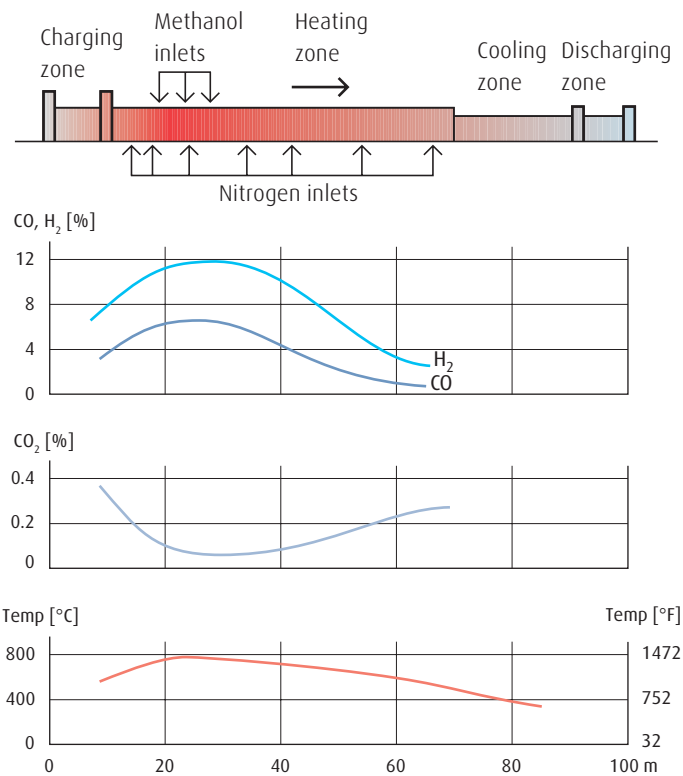 Charging
zone
Methanol
inlets
Heating
zone
Cooling
zone
Discharging
zone
Nitrogen inlets
CO, H₂ [%]
12
8
4
0
H₂
CO
CO₂ [%]
0.4
0.2
0
Temp [°C]
Temp [°F]
800
1472
400
752
0
32
0 20 40 60 80 100 m